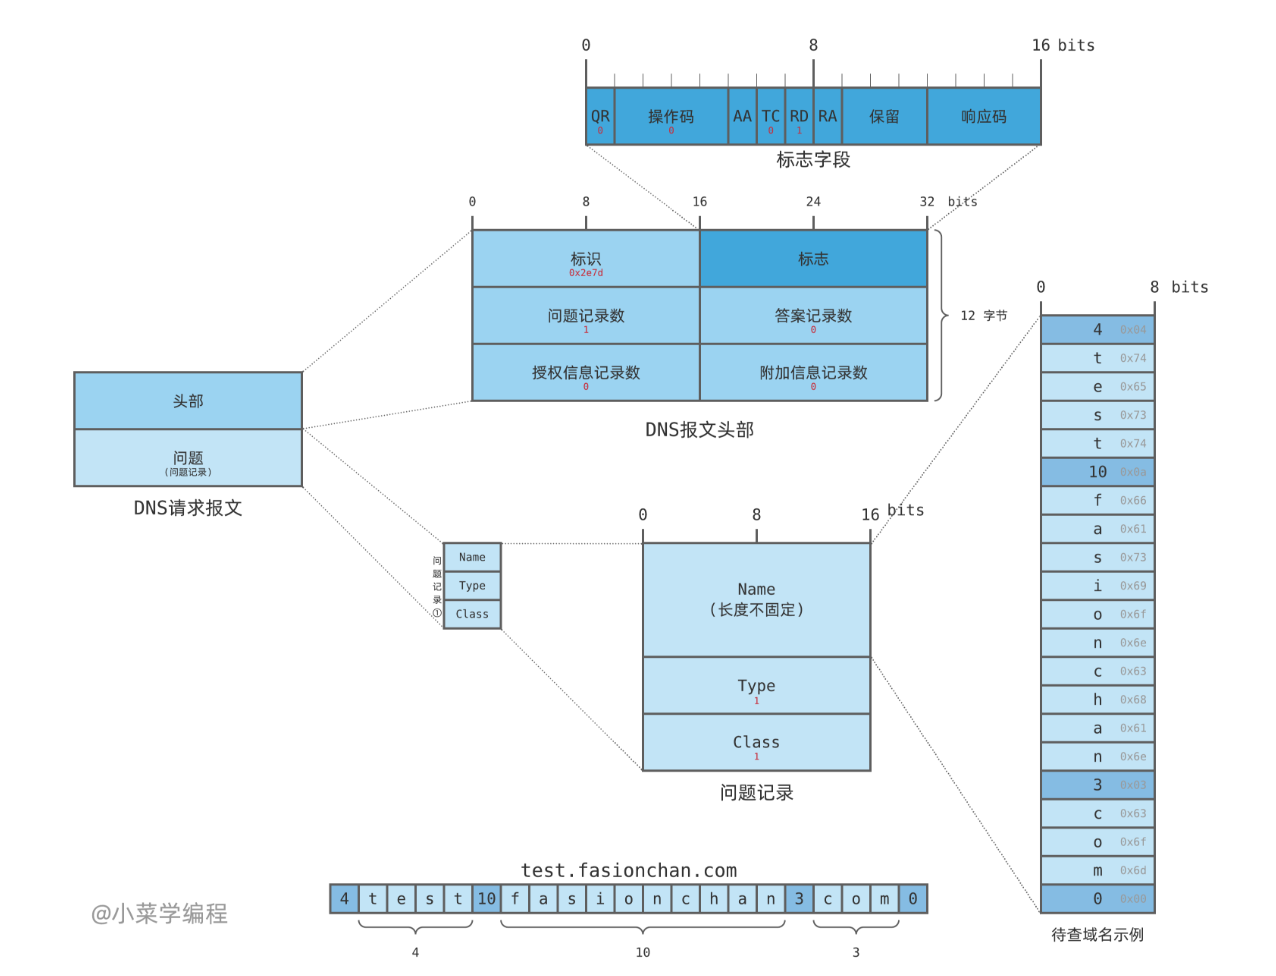 0 8 16 bits
QR 操作码 AA TC RD RA 保留 响应码
0 0 0 1
标志字段
0 8 16 24 32 bits
标识 标志
0x2e7d
问题记录数 答案记录数
1 0
授权信息记录数 附加信息记录数
0 0
12 字节
DNS报文头部
头部
问题
(问题记录)
DNS请求报文
问题记录①
Name
Type
Class
0 8 16 bits
Name
(长度不固定)
Type
1
Class
1
问题记录
0 8 bits
4 0x04
t 0x74
e 0x65
s 0x73
t 0x74
10 0x0a
f 0x66
a 0x61
s 0x73
i 0x69
o 0x6f
n 0x6e
c 0x63
h 0x68
a 0x61
n 0x6e
3 0x03
c 0x63
o 0x6f
m 0x6d
0 0x00
待查域名示例
test.fasionchan.com
4 t e s t 10 f a s i o n c h a n 3 c o m 0
4 10 3
@小菜学编程